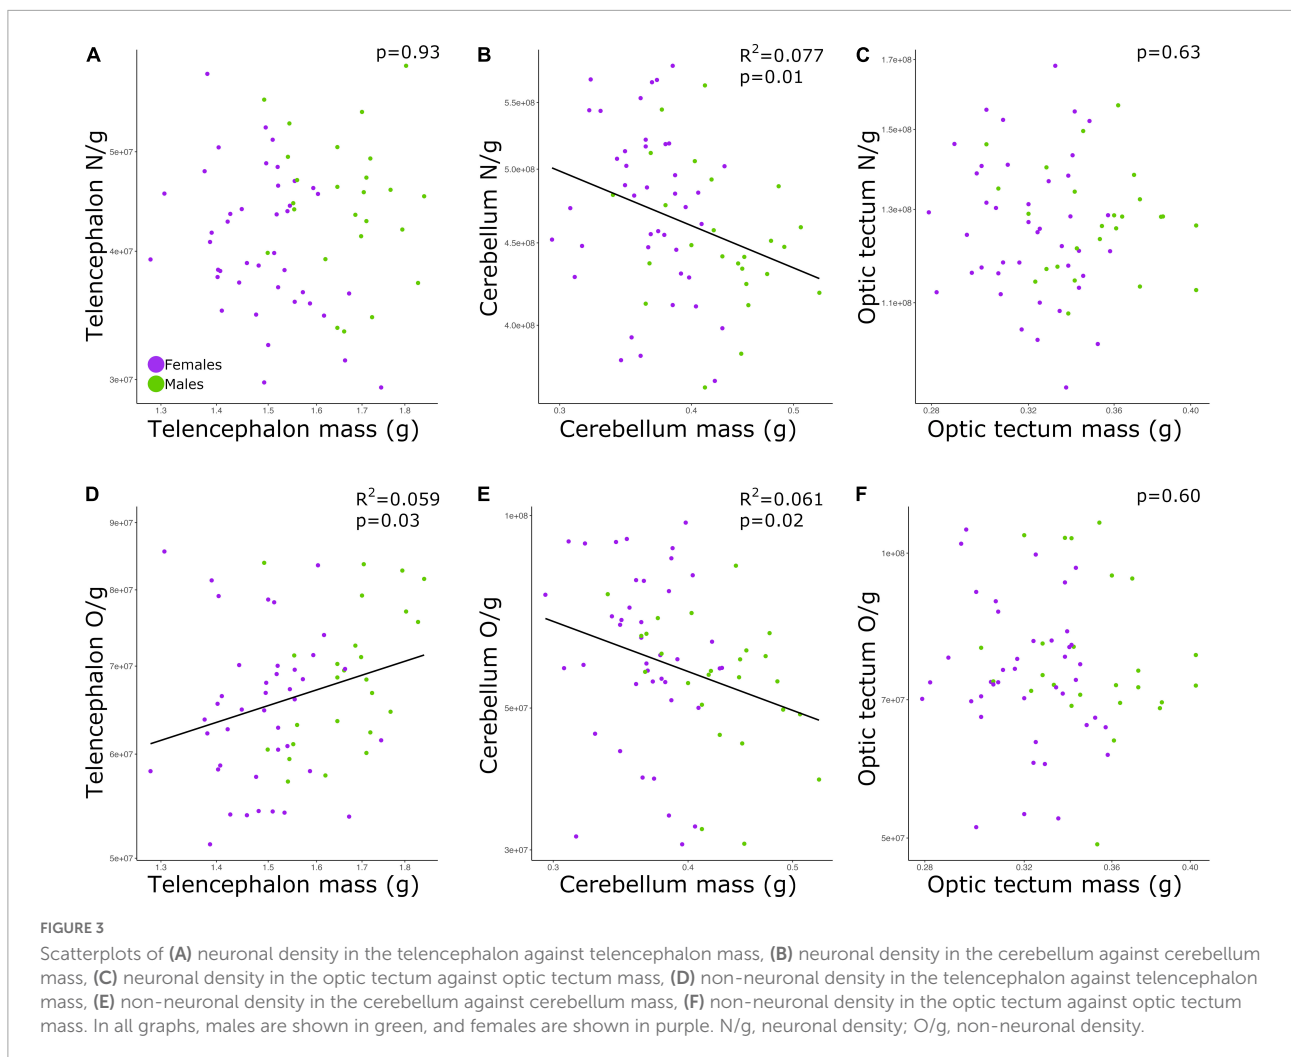 A
p=0.93
Telencephalon N/g
5e+07
4e+07
3e+07
Females
Males
1.3 1.4 1.5 1.6 1.7 1.8
Telencephalon mass (g)
B
R²=0.077
p=0.01
Cerebellum N/g
5.5e+08
5.0e+08
4.5e+08
4.0e+08
0.3 0.4 0.5
Cerebellum mass (g)
C
p=0.63
Optic tectum N/g
1.7e+08
1.5e+08
1.3e+08
1.1e+08
0.28 0.32 0.36 0.40
Optic tectum mass (g)
D
R²=0.059
p=0.03
Telencephalon O/g
9e+07
8e+07
7e+07
6e+07
5e+07
1.3 1.4 1.5 1.6 1.7 1.8
Telencephalon mass (g)
E
R²=0.061
p=0.02
Cerebellum O/g
1e+08
5e+07
3e+07
0.3 0.4 0.5
Cerebellum mass (g)
F
p=0.60
Optic tectum O/g
1e+08
7e+07
5e+07
0.28 0.32 0.36 0.40
Optic tectum mass (g)
FIGURE 3
Scatterplots of (A) neuronal density in the telencephalon against telencephalon mass, (B) neuronal density in the cerebellum against cerebellum
mass, (C) neuronal density in the optic tectum against optic tectum mass, (D) non-neuronal density in the telencephalon against telencephalon
mass, (E) non-neuronal density in the cerebellum against cerebellum mass, (F) non-neuronal density in the optic tectum against optic tectum
mass. In all graphs, males are shown in green, and females are shown in purple. N/g, neuronal density; O/g, non-neuronal density.